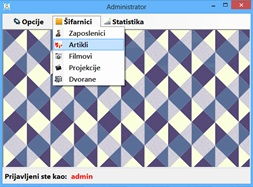 Administrator
Opcije Šifarnici Statistika
Zaposlenici
Artikli
Filmovi
Projekcije
Dvorane
Prijavljeni ste kao: admin